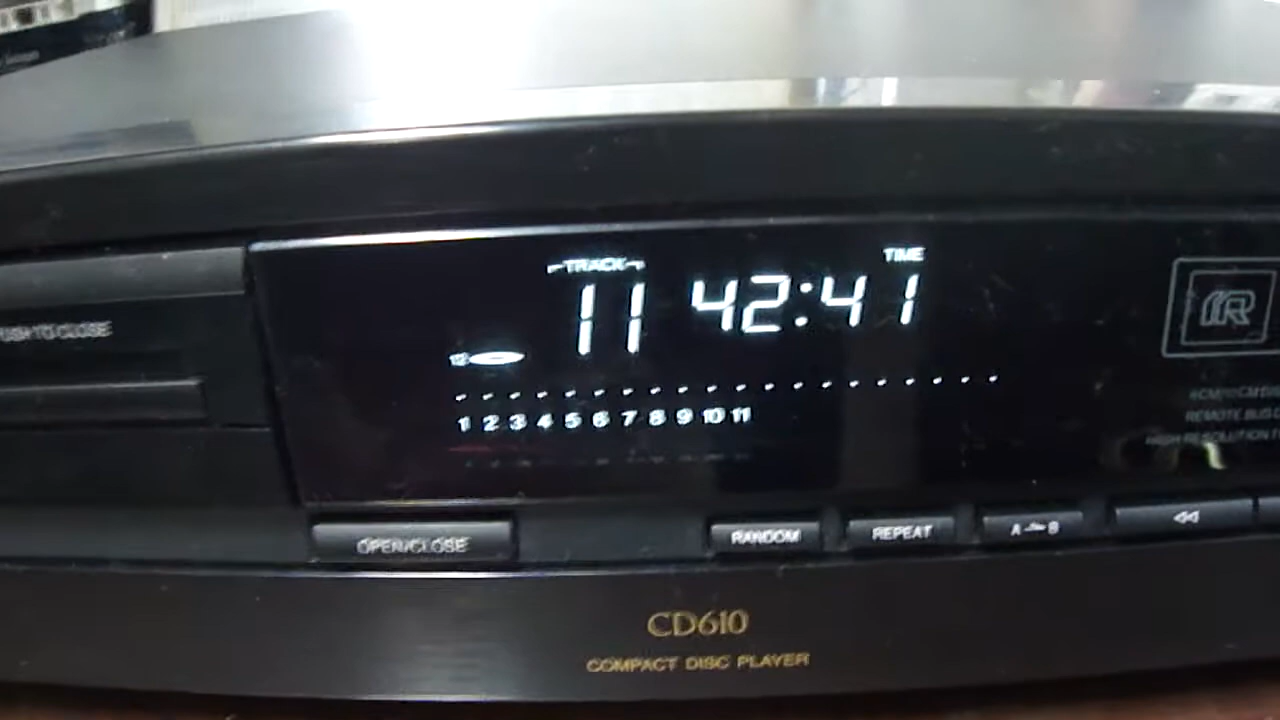 TRACK
TIME
11 42:41
PUSH TO CLOSE
12
1 2 3 4 5 6 7 8 9 10 11
REMOTE BUS
HIGH RESOLUTION
OPEN/CLOSE
RANDOM
REPEAT
A B
CD610
COMPACT DISC PLAYER